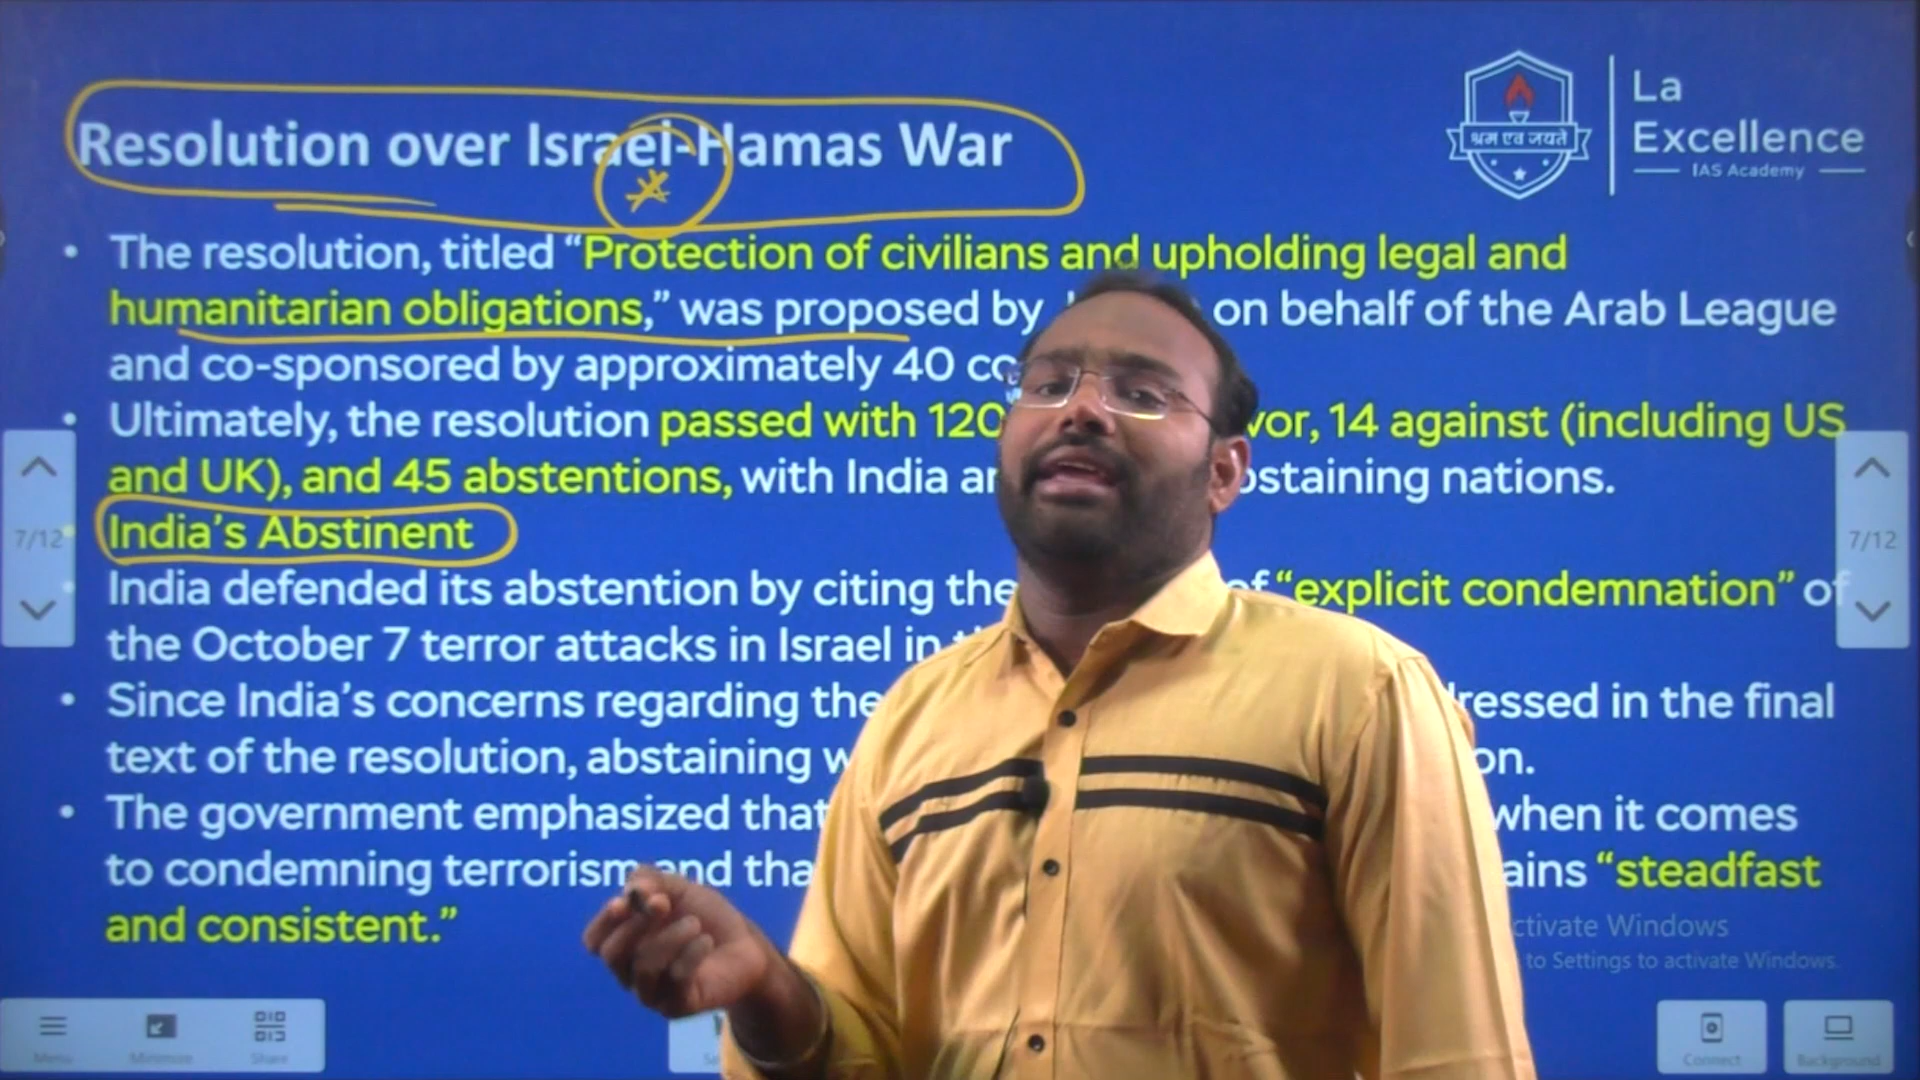 Resolution over Israel-Hamas War
La
Excellence
IAS Academy
श्रम एव जयते
• The resolution, titled “Protection of civilians and upholding legal and
humanitarian obligations,” was proposed by on behalf of the Arab League
and co-sponsored by approximately 40
• Ultimately, the resolution passed with 120 14 against (including US
and UK), and 45 abstentions, with India nations.
India’s Abstinent
• India defended its abstention by citing the “explicit condemnation” of
the October 7 terror attacks in Israel in
• Since India’s concerns regarding the in the final
text of the resolution, abstaining
• The government emphasized that when it comes
to condemning terrorism and “steadfast
and consistent.”
7/12
7/12
Windows
to Settings to activate Windows.
Menu
Minimize
Share
Connect
Background